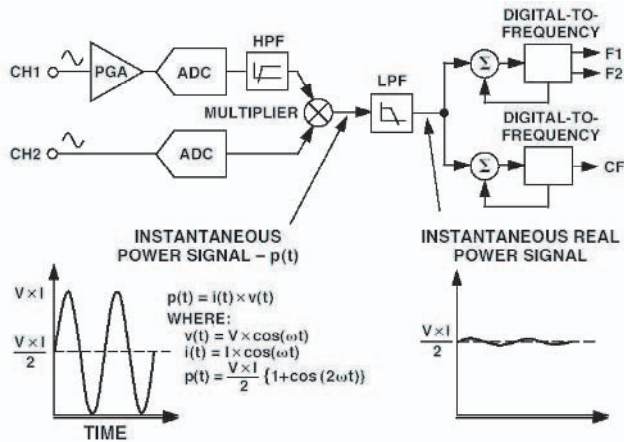 DIGITAL-TO-
FREQUENCY
HPF
F1
CH1
PGA
ADC
LPF
Σ
F2
MULTIPLIER
DIGITAL-TO-
FREQUENCY
CH2
ADC
Σ
CF
INSTANTANEOUS
POWER SIGNAL – p(t)
INSTANTANEOUS REAL
POWER SIGNAL
V × I
p(t) = i(t) × v(t)
WHERE:
v(t) = V × cos(ωt)
i(t) = I × cos(ωt)
p(t) = V × I / 2 {1+cos (2ωt)}
V × I
2
TIME
V × I
2
TIME